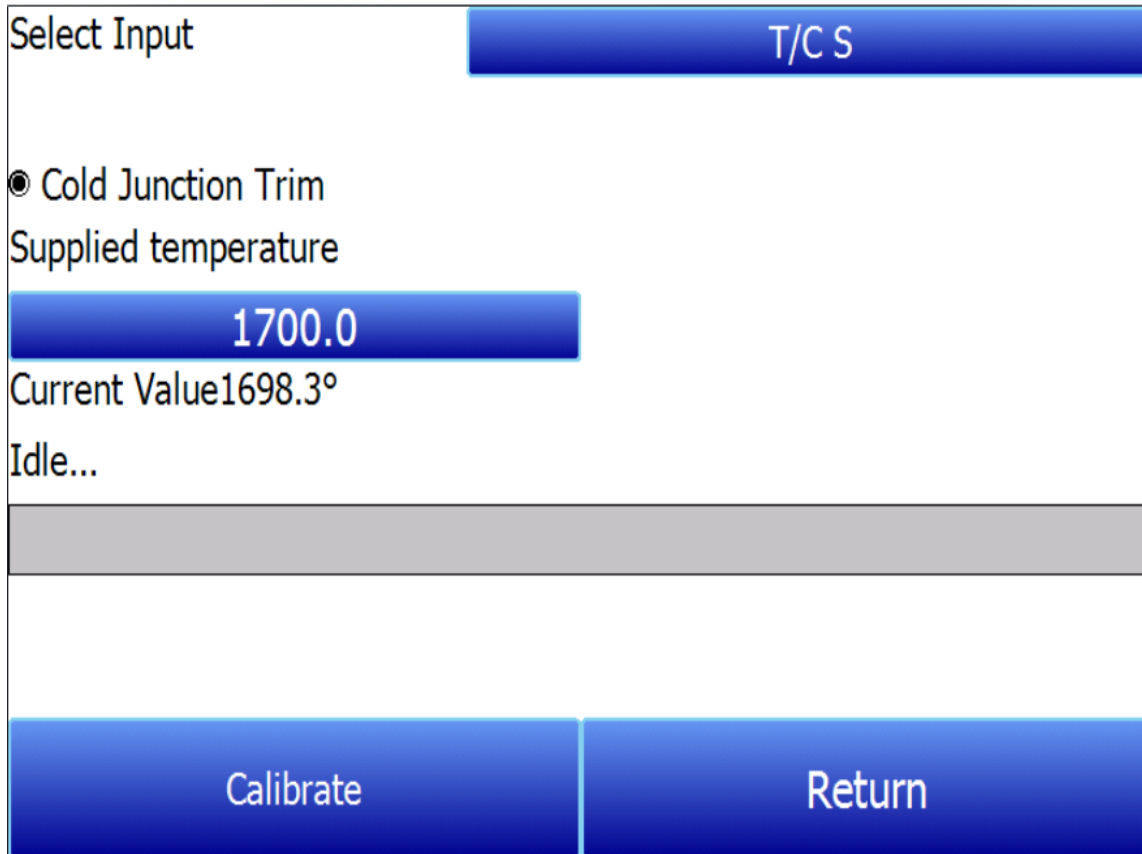 Select Input
T/C S
Cold Junction Trim
Supplied temperature
1700.0
Current Value1698.3°
Idle...
Calibrate
Return